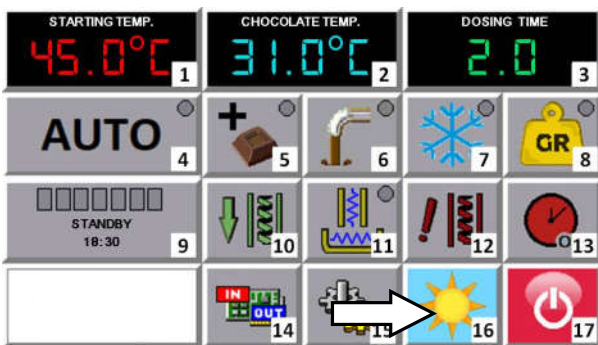 STARTING TEMP.
CHOCOLATE TEMP.
DOSING TIME
45.0°C
1
31.0°C
2
2.0
3
AUTO
4
+
5
6
7
GR
8
STANDBY
18:30
9
10
11
!
12
13
IN
OUT
14
15
16
17